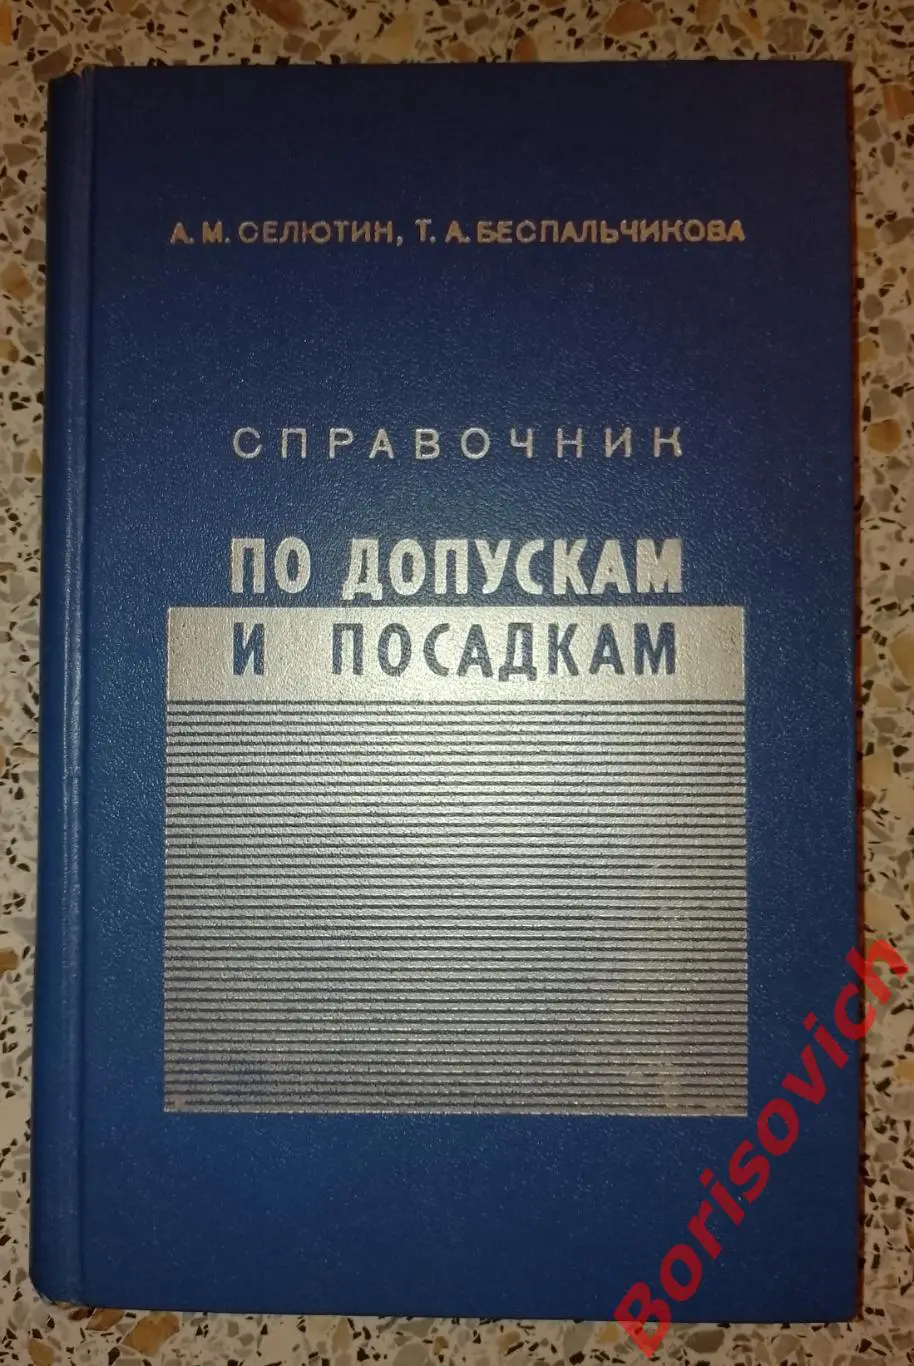 А. М. СЕЛЮТИН, Т. А. БЕСПАЛЬЧИКОВА
СПРАВОЧНИК
ПО ДОПУСКАМ
И ПОСАДКАМ
Borisovich